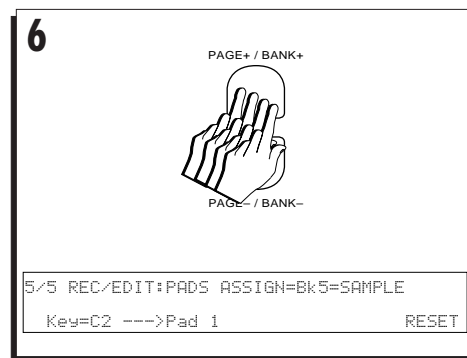 6
PAGE+ / BANK+
PAGE– / BANK–
5/5 REC/EDIT:PADS ASSIGN=Bk5=SAMPLE
Key=C2 --->Pad 1 RESET